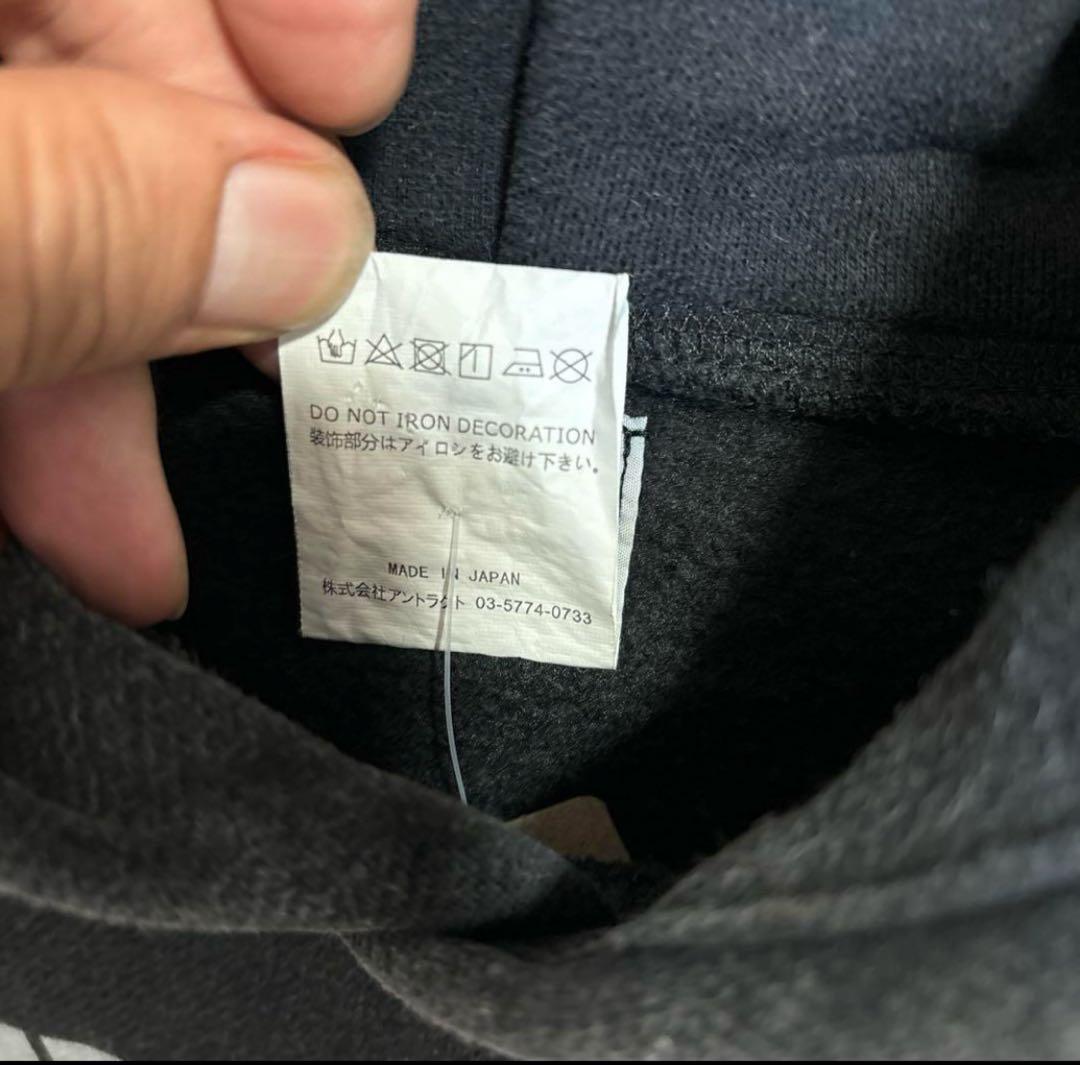 DO NOT IRON DECORATION
装飾部分はアイロンをお避け下さい。
MADE IN JAPAN
株式会社アントラクト 03-5774-0733